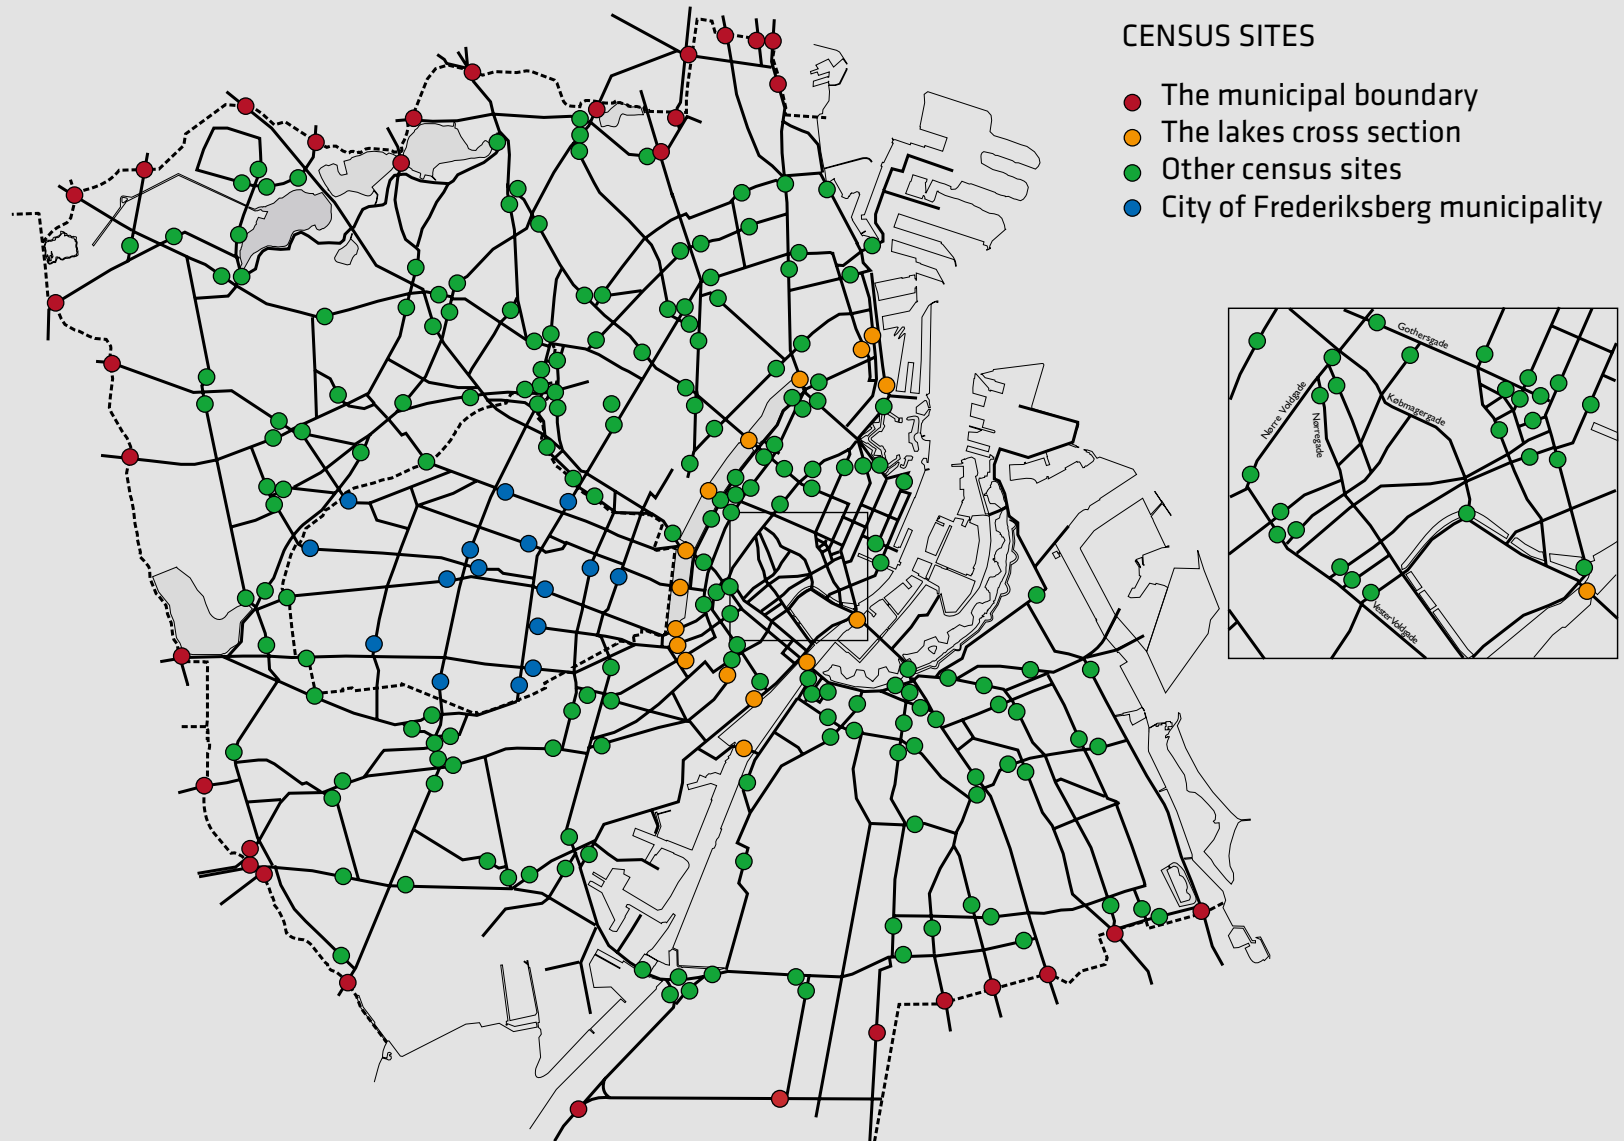 CENSUS SITES
The municipal boundary
The lakes cross section
Other census sites
City of Frederiksberg municipality
Gothersgade
Nørre Voldgade
Købmagergade
Nørregade
Vester Voldgade